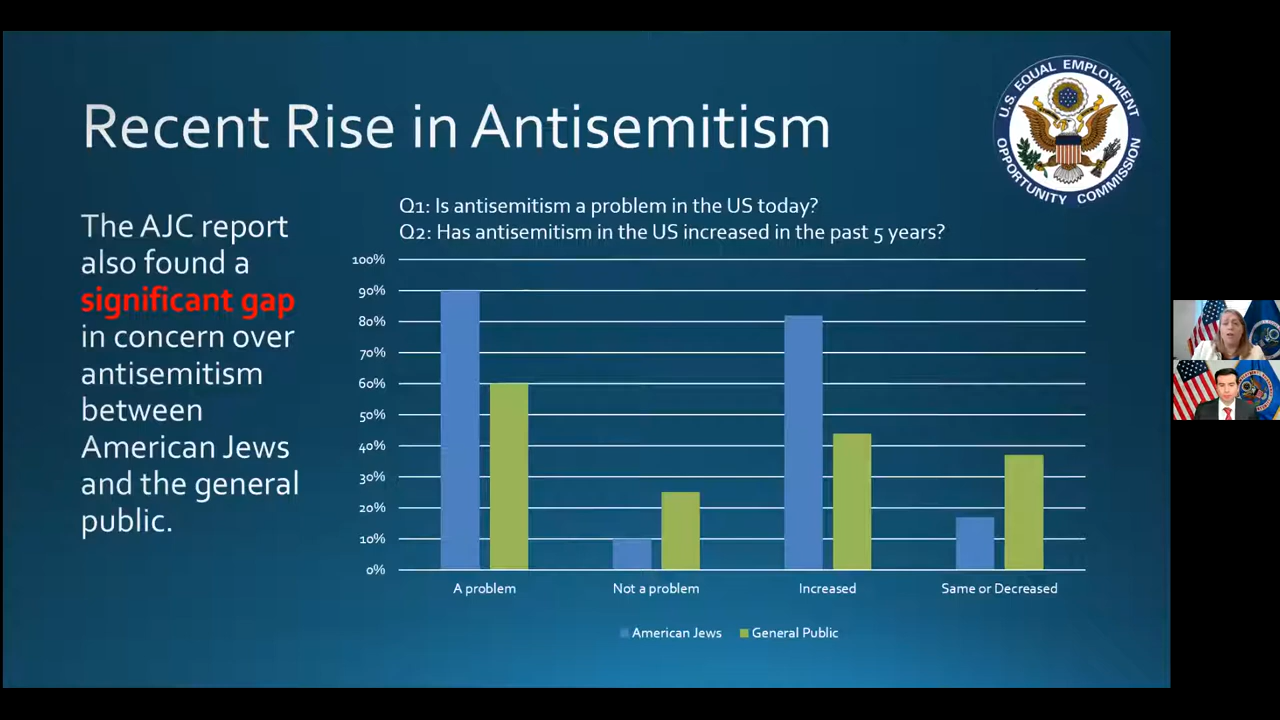 Recent Rise in Antisemitism
U.S. EQUAL EMPLOYMENT
OPPORTUNITY COMMISSION
The AJC report
also found a
significant gap
in concern over
antisemitism
between
American Jews
and the general
public.
Q1: Is antisemitism a problem in the US today?
Q2: Has antisemitism in the US increased in the past 5 years?
100%
90%
80%
70%
60%
50%
40%
30%
20%
10%
0%
A problem
Not a problem
Increased
Same or Decreased
American Jews
General Public